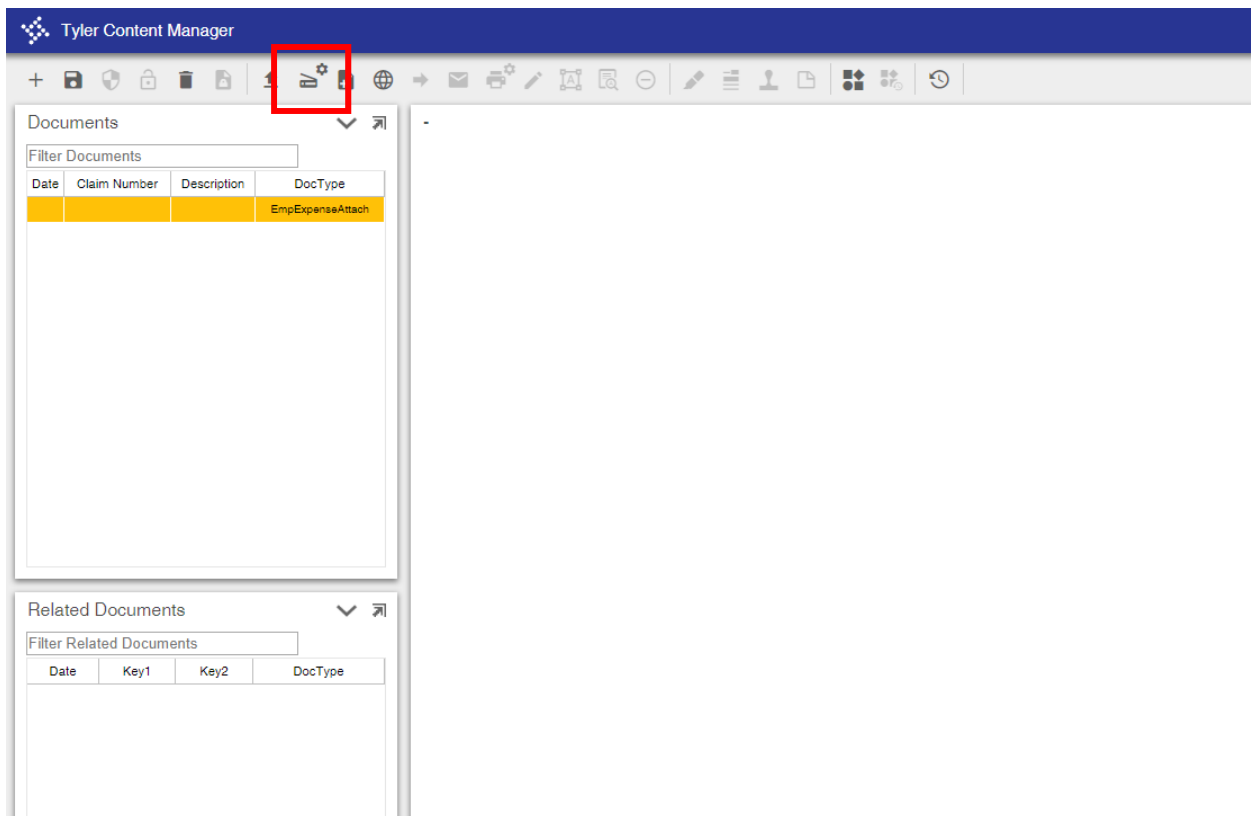 Tyler Content Manager
Documents
Filter Documents
Date Claim Number Description DocType
EmpExpenseAttach
-
Related Documents
Filter Related Documents
Date Key1 Key2 DocType